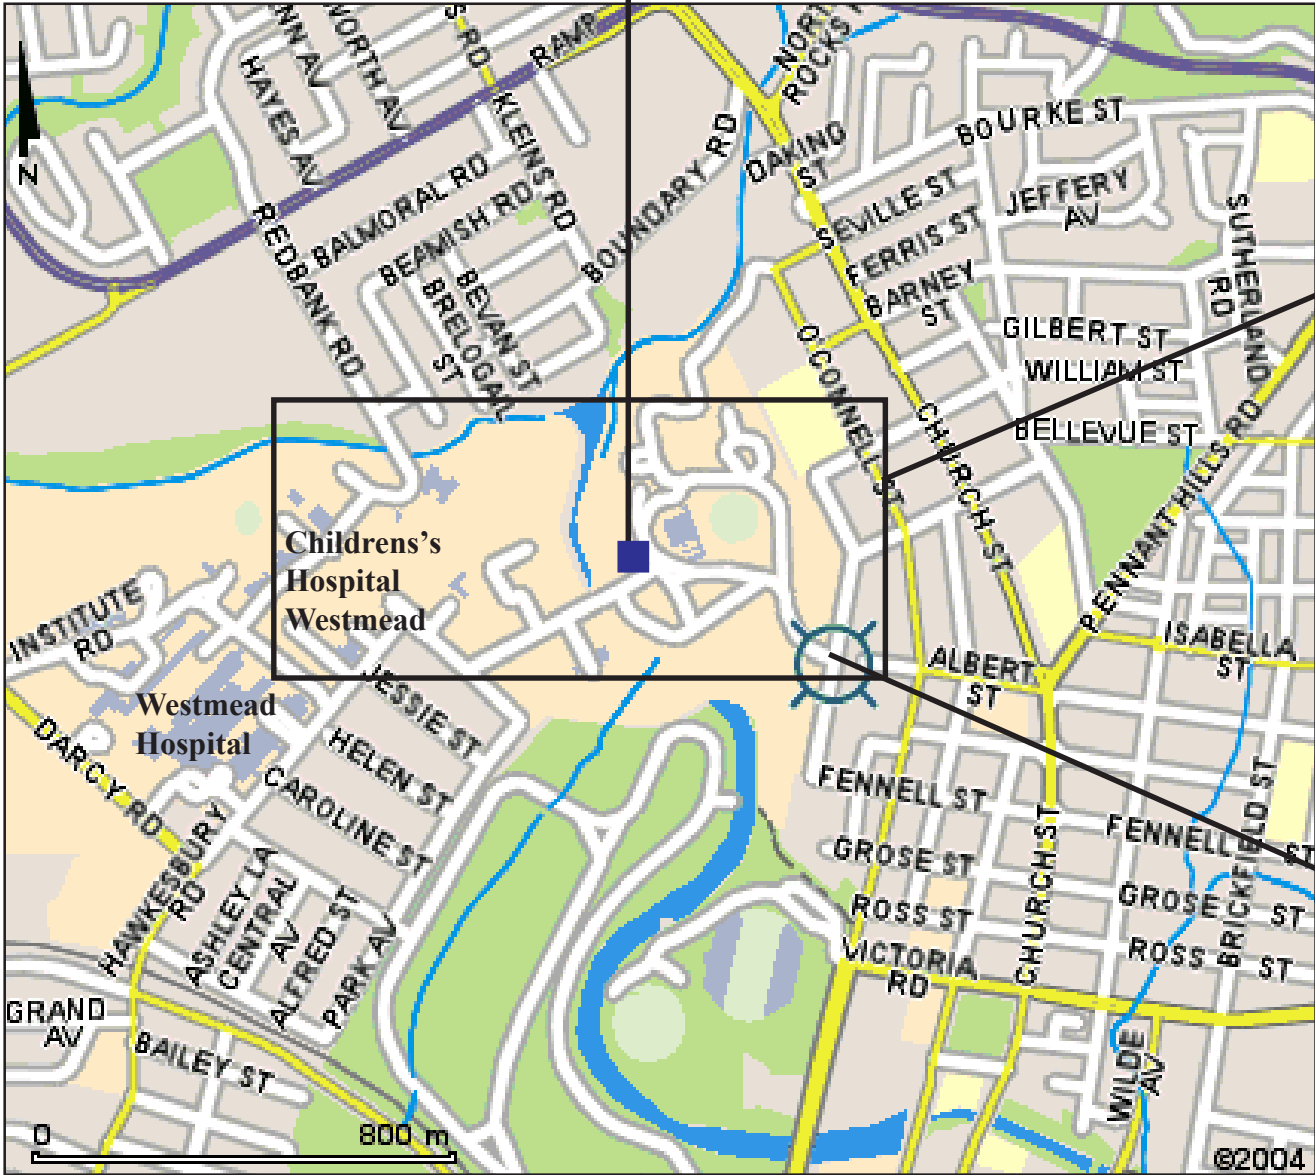 NN AV
NORTH AV
S RD
RAMP
NORTH
ROCKS
HAYES AV
KLEINS RD
BOUNDARY RD
OAKING
ST
BOURKE ST
N
BALMORAL RD
BEAMISH RD
REDBANK RD
BEVAN ST
BRELOGAIL
ST
NEVILLE ST
JEFFERY
AV
FERRIS ST
BARNEY
ST
SUTHERLAND
RD
GILBERT ST
WILLIAM ST
O'CONNELL ST
CHURCH ST
BELLEVUE ST
PENNANT HILLS RD
Childrens's
Hospital
Westmead
INSTITUTE
RD
ISABELLA
ST
ALBERT
ST
JESSIE ST
Westmead
Hospital
DARCY RD
HELEN ST
CAROLINE ST
FENNELL ST
FENNELL ST
GROSE ST
GROSE ST
BRICKFIELD ST
CHURCH ST
ROSS ST
ROSS ST
HAWKESBURY
RD
ASHLEY LA
CENTRAL
AV
ALFRED ST
PARK AV
VICTORIA
RD
GRAND
AV
BAILEY ST
WILDE
AV
0 800 m
©2004